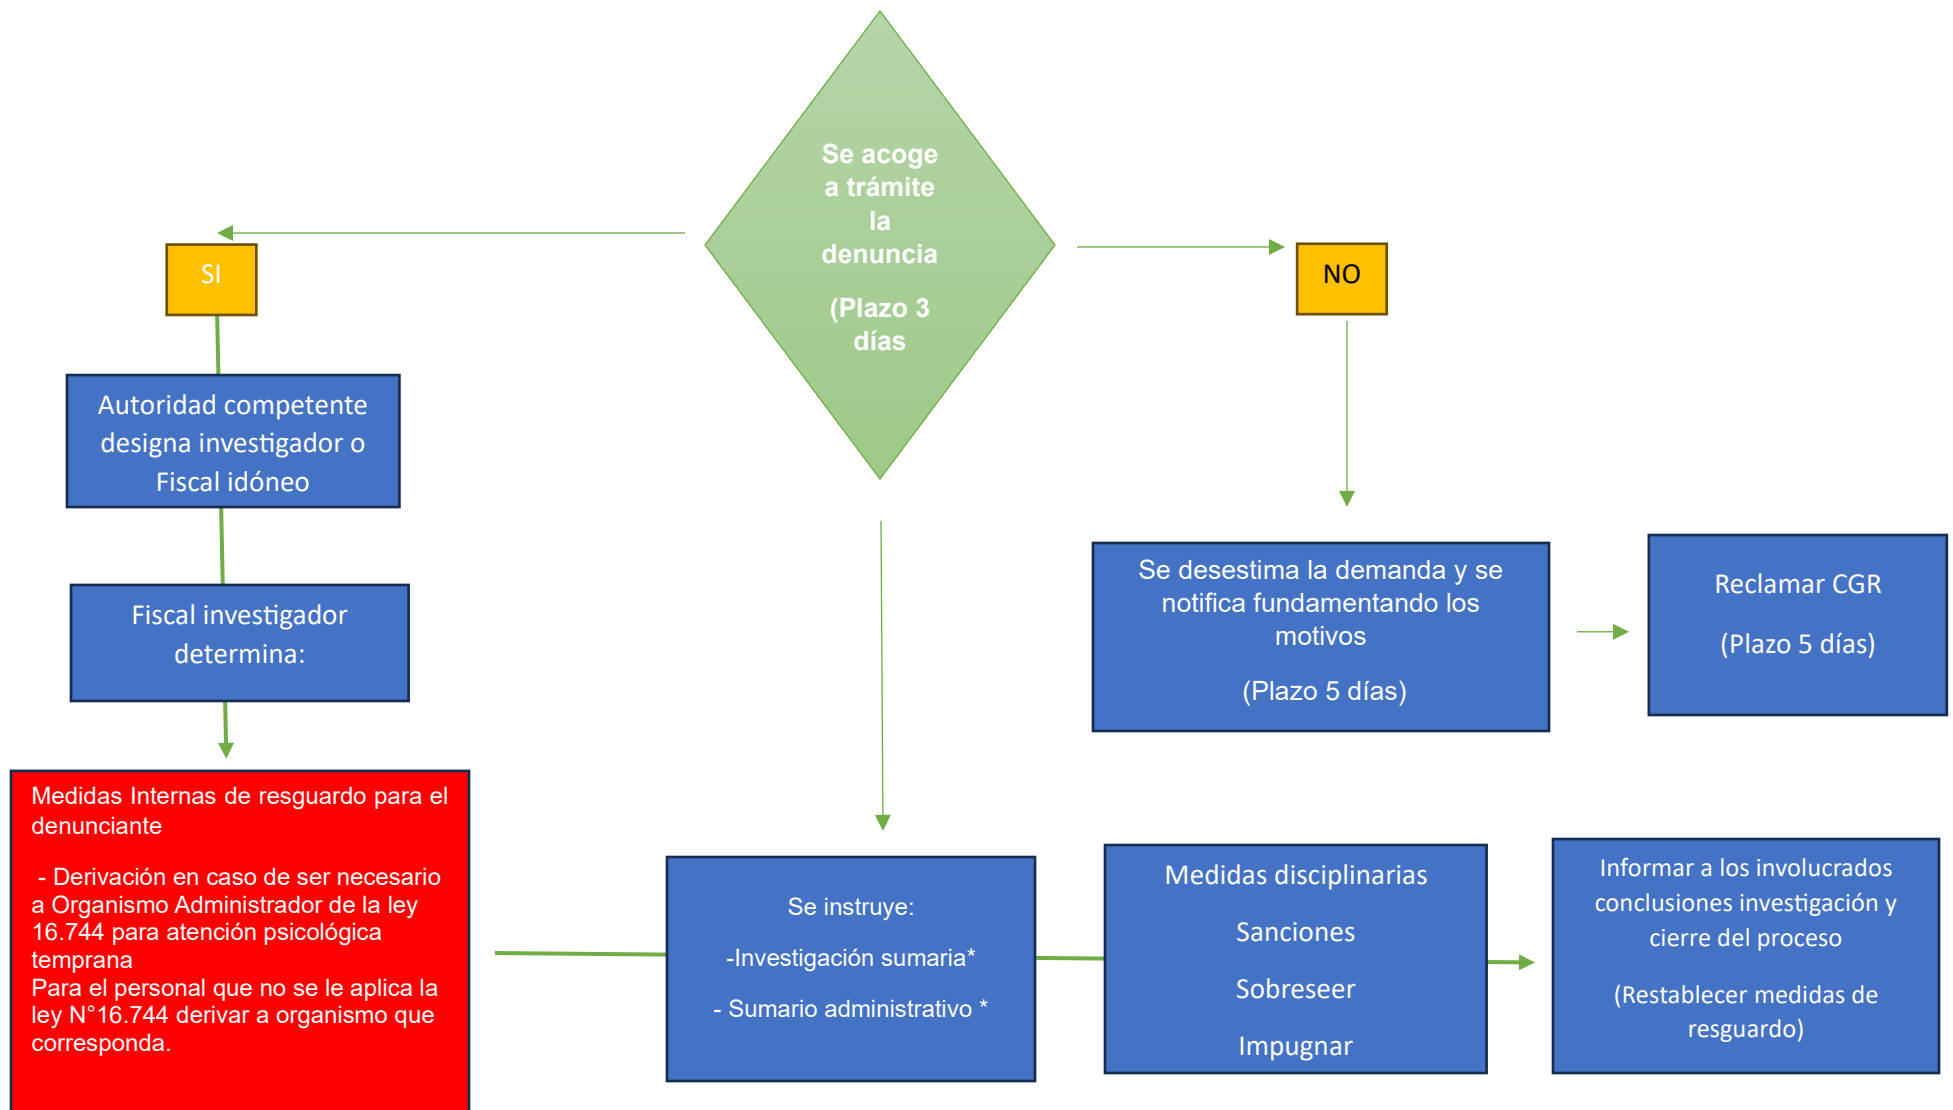 Se acoge
a trámite
la
denuncia
(Plazo 3
días
SI
NO
Autoridad competente
designa investigador o
Fiscal idóneo
Fiscal investigador
determina:
Se desestima la demanda y se
notifica fundamentando los
motivos
(Plazo 5 días)
Reclamar CGR
(Plazo 5 días)
Medidas Internas de resguardo para el
denunciante
- Derivación en caso de ser necesario
a Organismo Administrador de la ley
16.744 para atención psicológica
temprana
Para el personal que no se le aplica la
ley N°16.744 derivar a organismo que
corresponda.
Se instruye:
-Investigación sumaria*
- Sumario administrativo *
Medidas disciplinarias
Sanciones
Sobreseer
Impugnar
Informar a los involucrados
conclusiones investigación y
cierre del proceso
(Restablecer medidas de
resguardo)